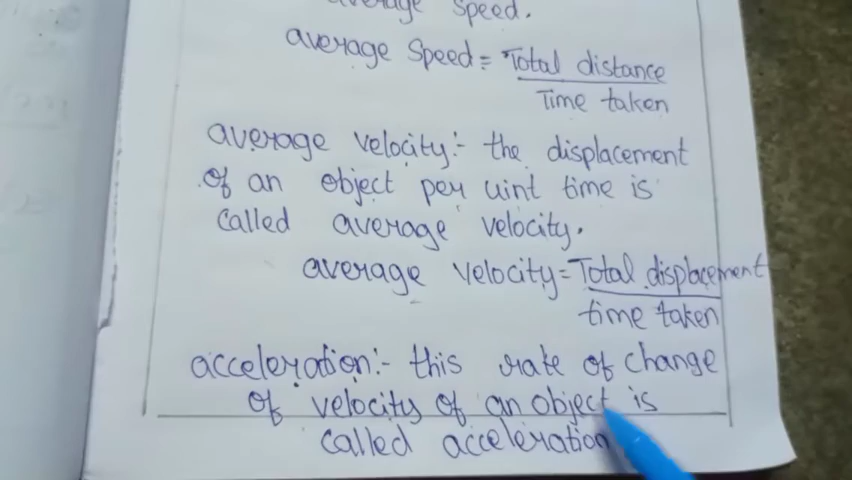 average speed.
average speed = Total distance
Time taken
average velocity:- the displacement
of an object per uint time is
called average velocity.
average velocity = Total displacement
time taken
acceleration:- this rate of change
of velocity of an object is
called acceleration